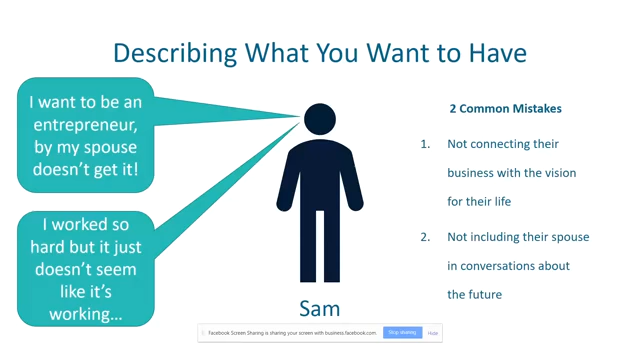 Describing What You Want to Have
I want to be an
entrepreneur,
by my spouse
doesn't get it!
I worked so
hard but it just
doesn't seem
like it's
working...
Sam
2 Common Mistakes
1. Not connecting their
business with the vision
for their life
2. Not including their spouse
in conversations about
the future
Facebook Screen Sharing is sharing your screen with business.facebook.com. Stop sharing Hide